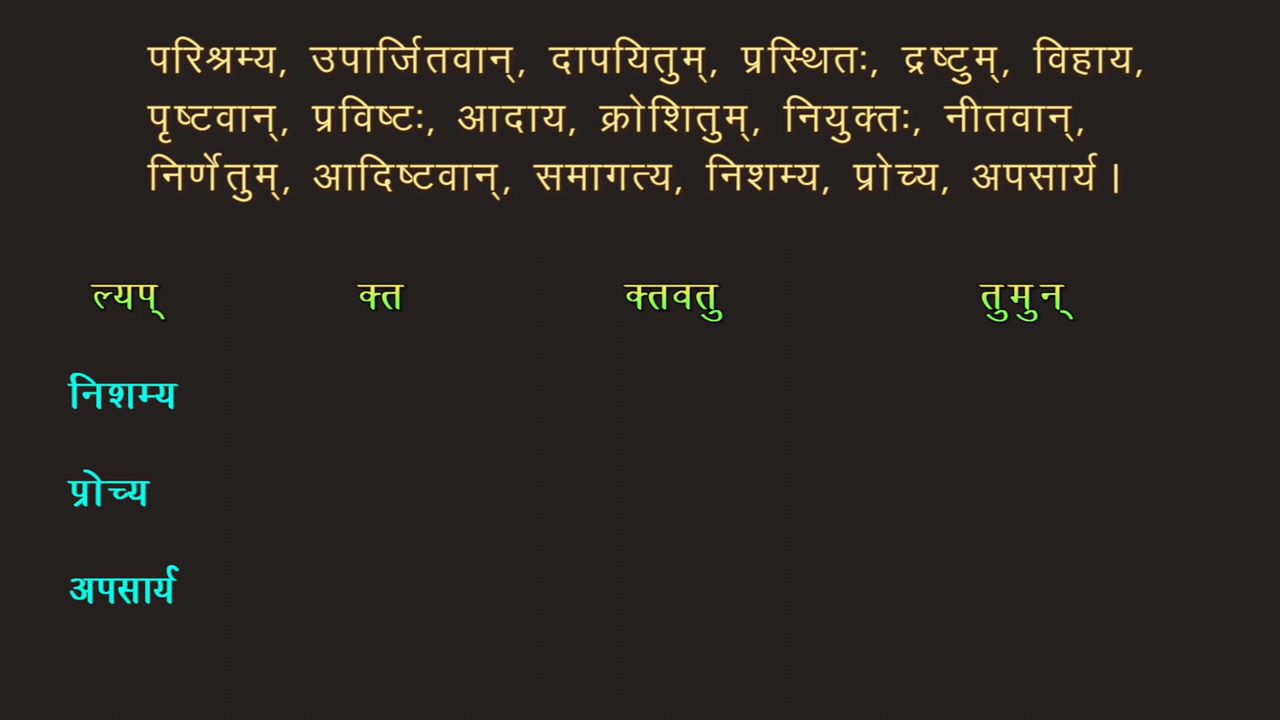 परिश्रम्य, उपार्जितवान्, दापयितुम्, प्रस्थितः, द्रष्टुम्, विहाय,
पृष्टवान्, प्रविष्टः, आदाय, क्रोशितुम्, नियुक्तः, नीतवान्,
निर्णेतुम्, आदिष्टवान्, समागत्य, निशम्य, प्रोच्य, अपसार्य।
ल्यप् क्त क्तवतु तुमुन्
निशम्य
प्रोच्य
अपसार्य